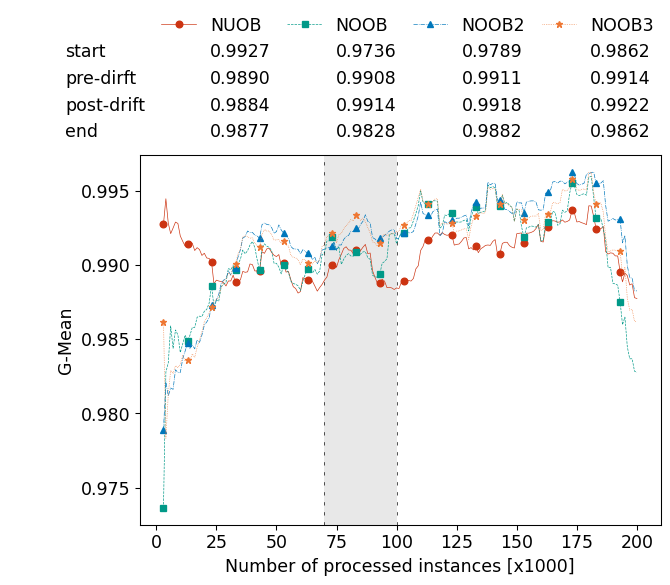 NUOB NOOB NOOB2 NOOB3
start 0.9927 0.9736 0.9789 0.9862
pre-dirft 0.9890 0.9908 0.9911 0.9914
post-drift 0.9884 0.9914 0.9918 0.9922
end 0.9877 0.9828 0.9882 0.9862
0.995
0.990
0.985
0.980
0.975
G-Mean
0 25 50 75 100 125 150 175 200
Number of processed instances [x1000]